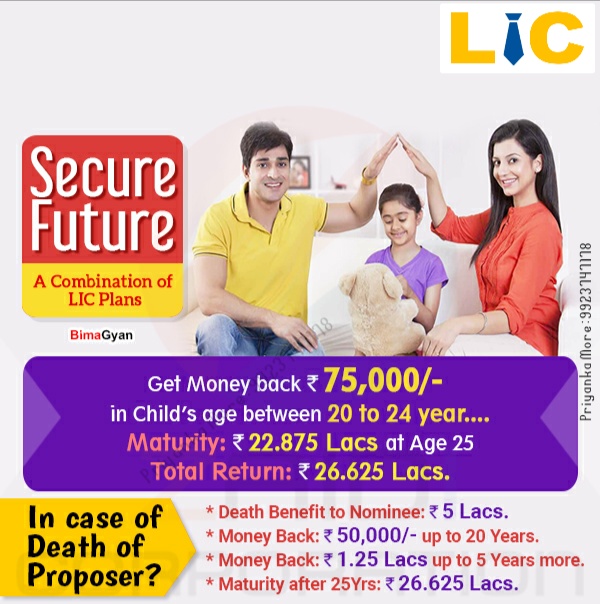 LIC
Secure
Future
A Combination of
LIC Plans
BimaGyan
Priyanka More : 9923747178
Get Money back ₹ 75,000/-
in Child's age between 20 to 24 year....
Maturity: ₹ 22.875 Lacs at Age 25
Total Return: ₹ 26.625 Lacs.
In case of
Death of
Proposer?
* Death Benefit to Nominee: ₹ 5 Lacs.
* Money Back: ₹ 50,000/- up to 20 Years.
* Money Back: ₹ 1.25 Lacs up to 5 Years more.
* Maturity after 25Yrs: ₹ 26.625 Lacs.